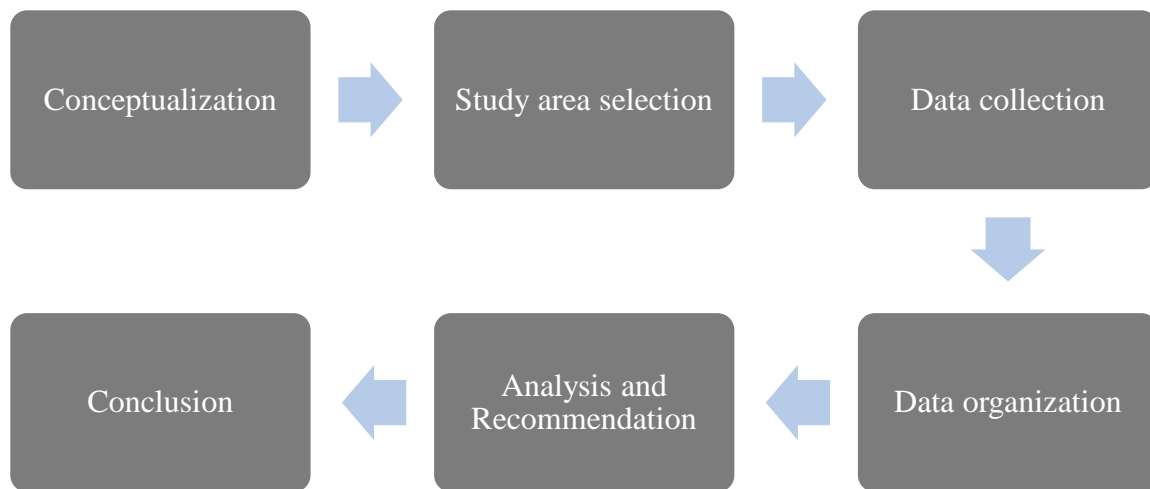 Conceptualization
Study area selection
Data collection
Data organization
Analysis and
Recommendation
Conclusion